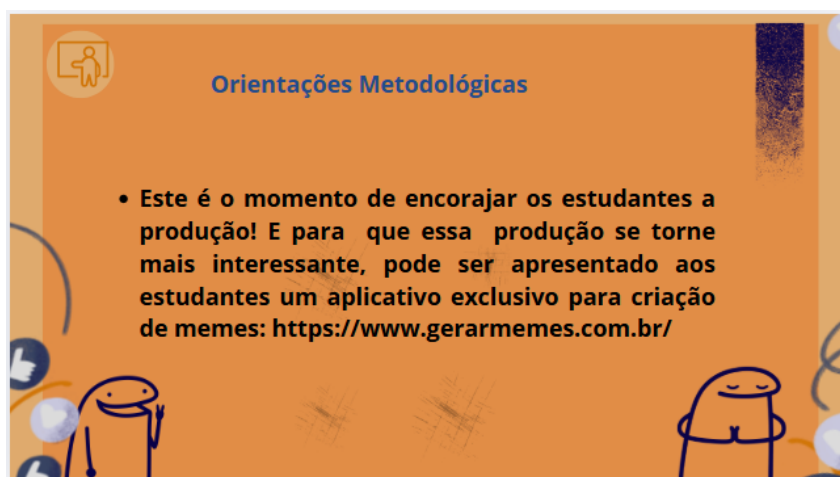 Orientações Metodológicas
• Este é o momento de encorajar os estudantes a
produção! E para que essa produção se torne
mais interessante, pode ser apresentado aos
estudantes um aplicativo exclusivo para criação
de memes: https://www.gerarmemes.com.br/